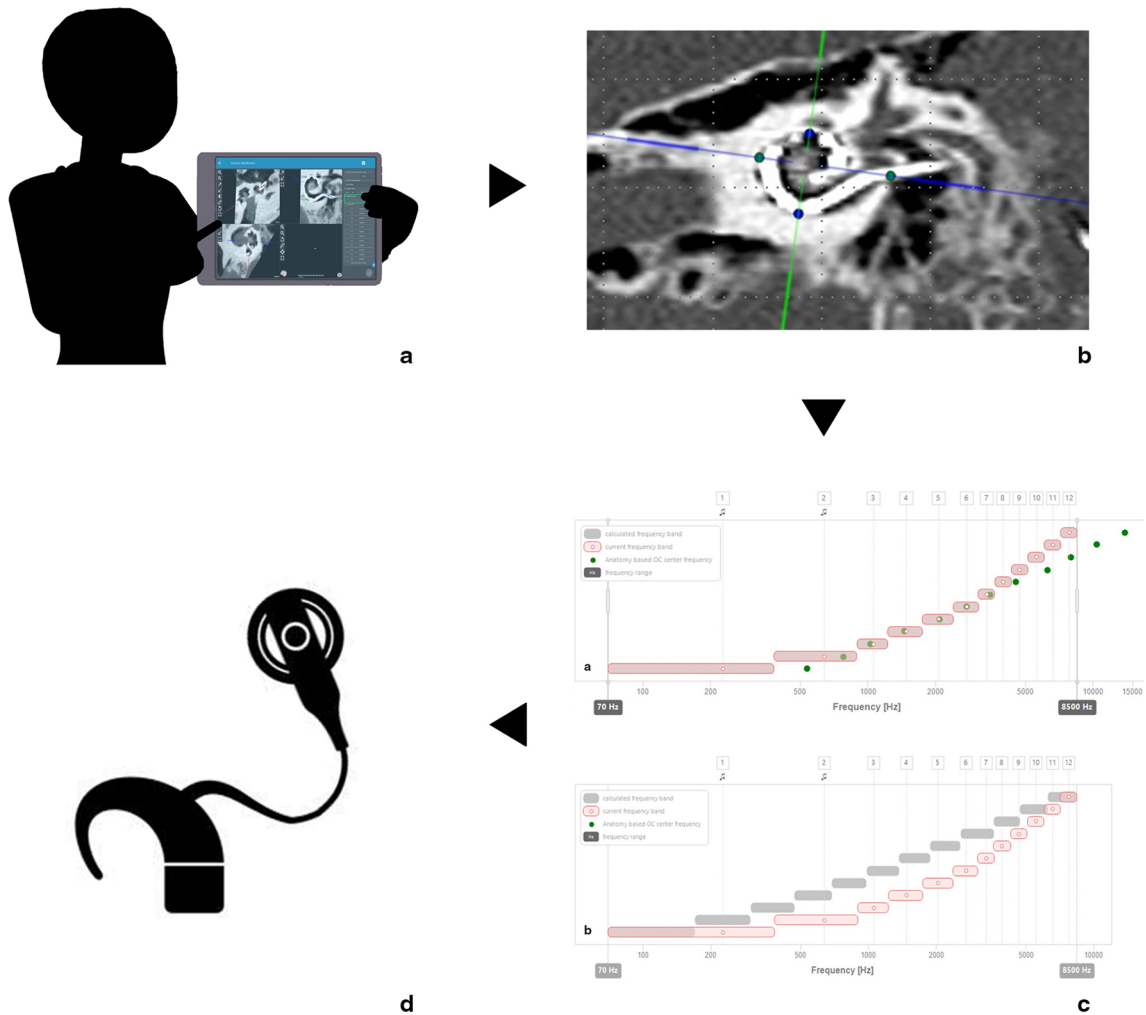 a
b
1 2 3 4 5 6 7 8 9 10 11 12
calculated frequency band
current frequency band
Anatomy based OC center frequency
Hz frequency range
a
100 200 500 1000 2000 5000 10000 15000
70 Hz Frequency [Hz] 8500 Hz
1 2 3 4 5 6 7 8 9 10 11 12
calculated frequency band
current frequency band
Anatomy based OC center frequency
Hz frequency range
b
100 200 500 1000 2000 5000 10000
70 Hz Frequency [Hz] 8500 Hz
d
c